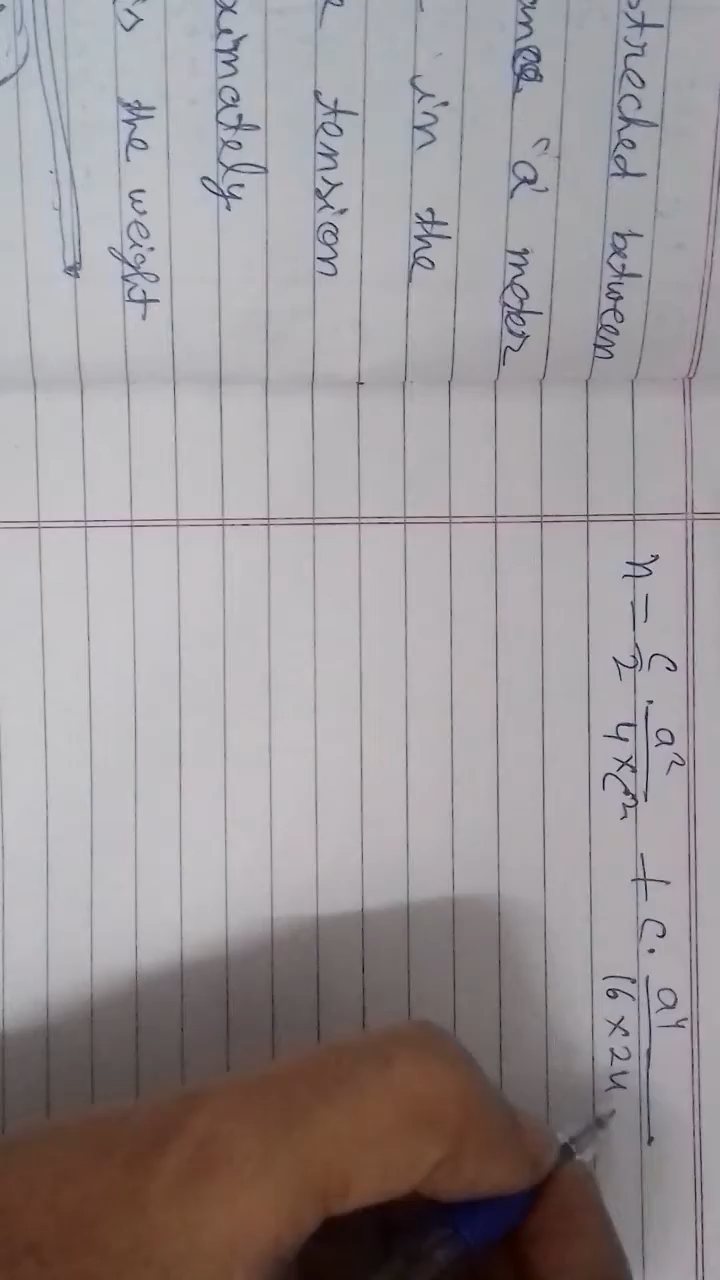 streched between
ance "a" meter
in the
tension
ximately
is the weight
n = c/2 . a²/4×c² + c. a⁴/16×24